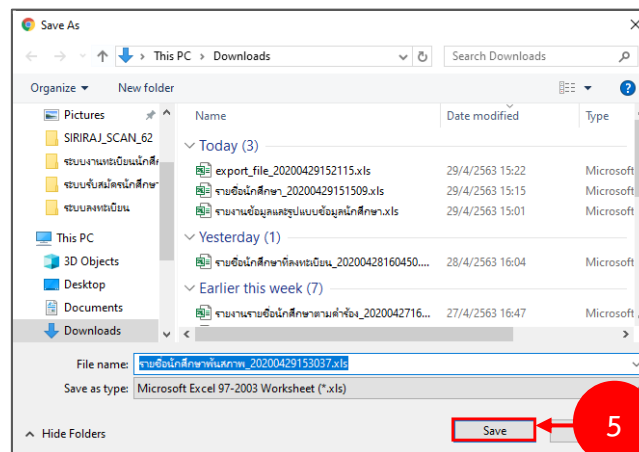 Save As
This PC > Downloads
Search Downloads
Organize
New folder
Pictures
SIRIRAJ_SCAN_62
ระบบงานทะเบียนนักศึ
ระบบรับสมัครนักศึกษา
ระบบลงทะเบียน
This PC
3D Objects
Desktop
Documents
Downloads
Name
Date modified
Type
Today (3)
export_file_20200429152115.xls 29/4/2563 15:22 Microsoft
รายชื่อนักศึกษา_20200429151509.xls 29/4/2563 15:15 Microsoft
รายงานข้อมูลและรูปแบบข้อมูลนักศึกษา.xls 29/4/2563 15:01 Microsoft
Yesterday (1)
รายชื่อนักศึกษาที่ลงทะเบียน_20200428160450.... 28/4/2563 16:04 Microsoft
Earlier this week (7)
รายงานรายชื่อนักศึกษาตามคำร้อง_2020042716... 27/4/2563 16:47 Microsoft
File name: รายชื่อนักศึกษาพ้นสภาพ_20200429153037.xls
Save as type: Microsoft Excel 97-2003 Worksheet (*.xls)
Hide Folders
Save
5